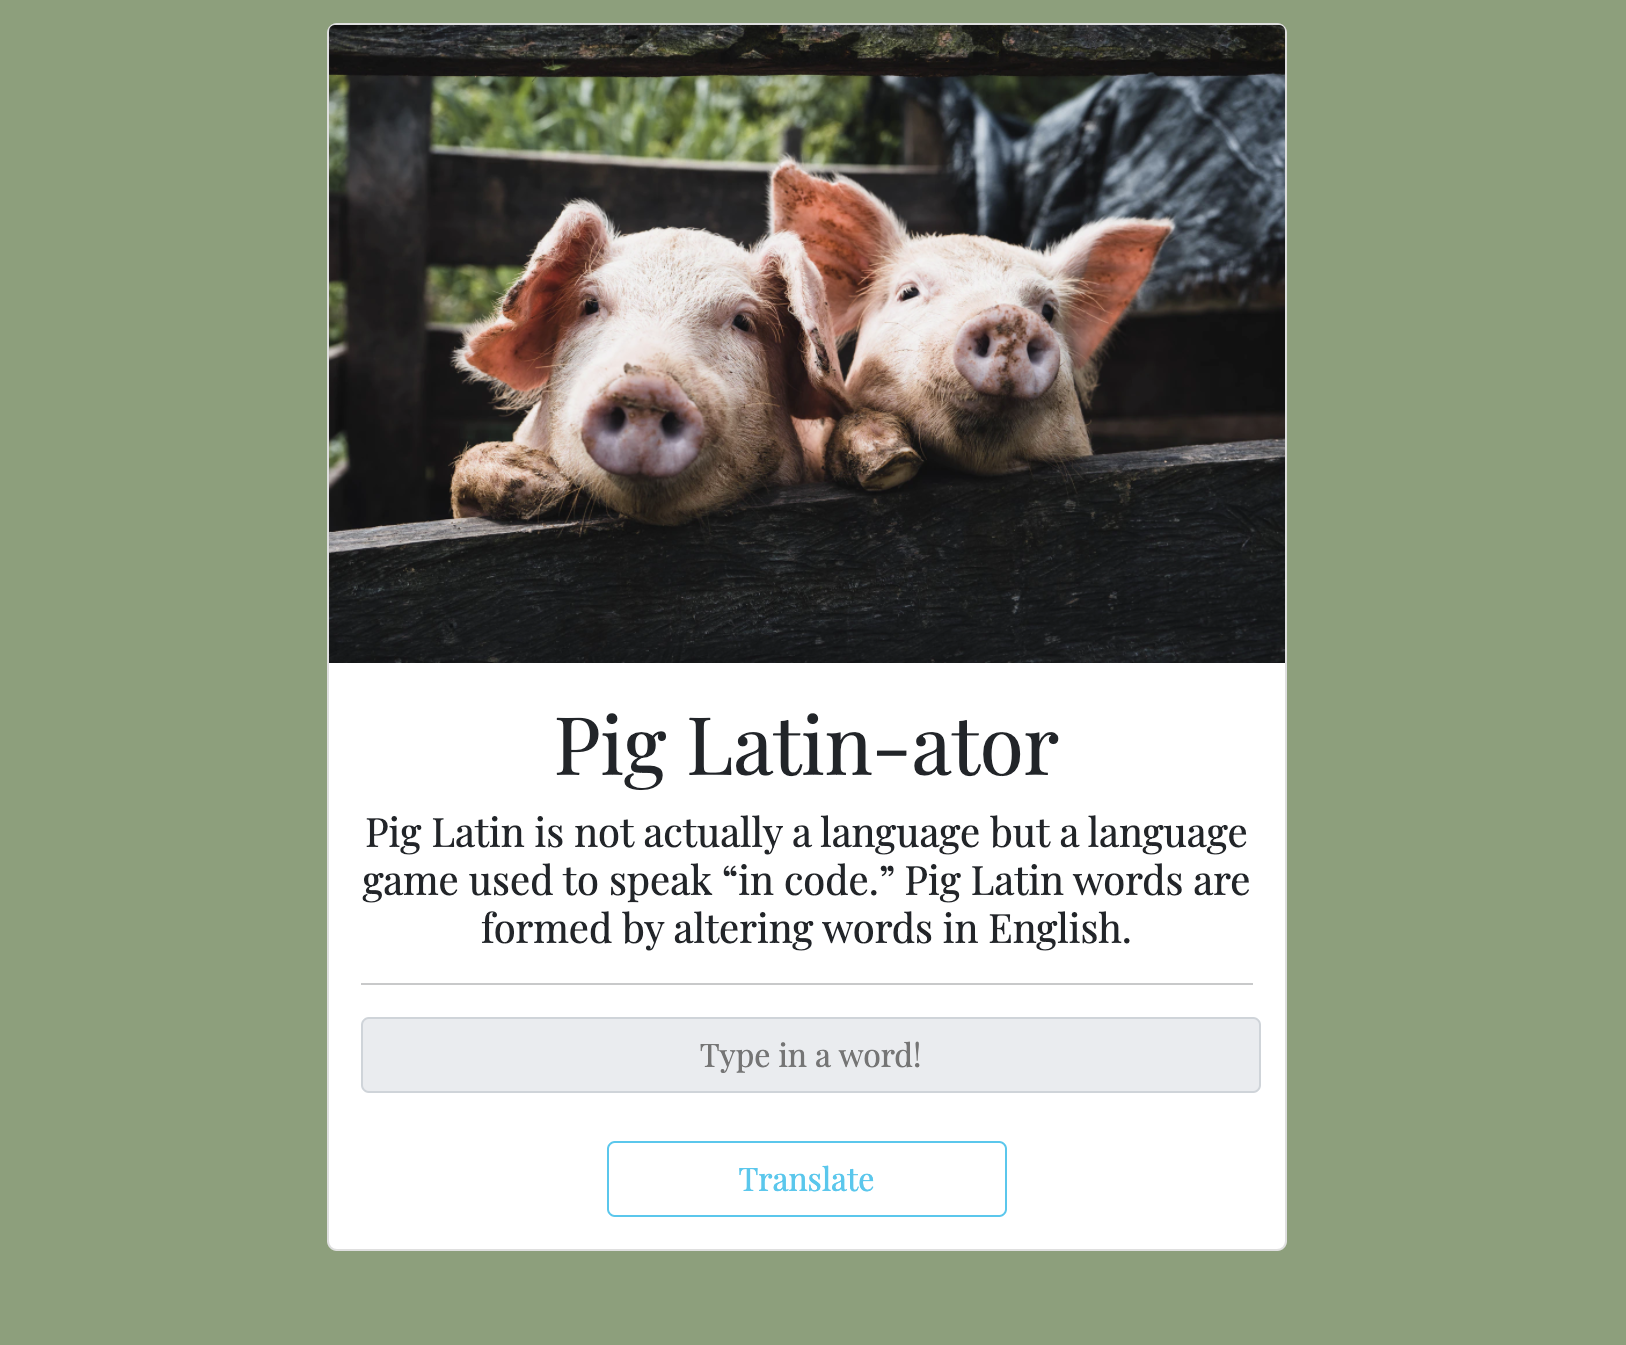 Pig Latin-ator
Pig Latin is not actually a language but a language
game used to speak “in code.” Pig Latin words are
formed by altering words in English.
Type in a word!
Translate